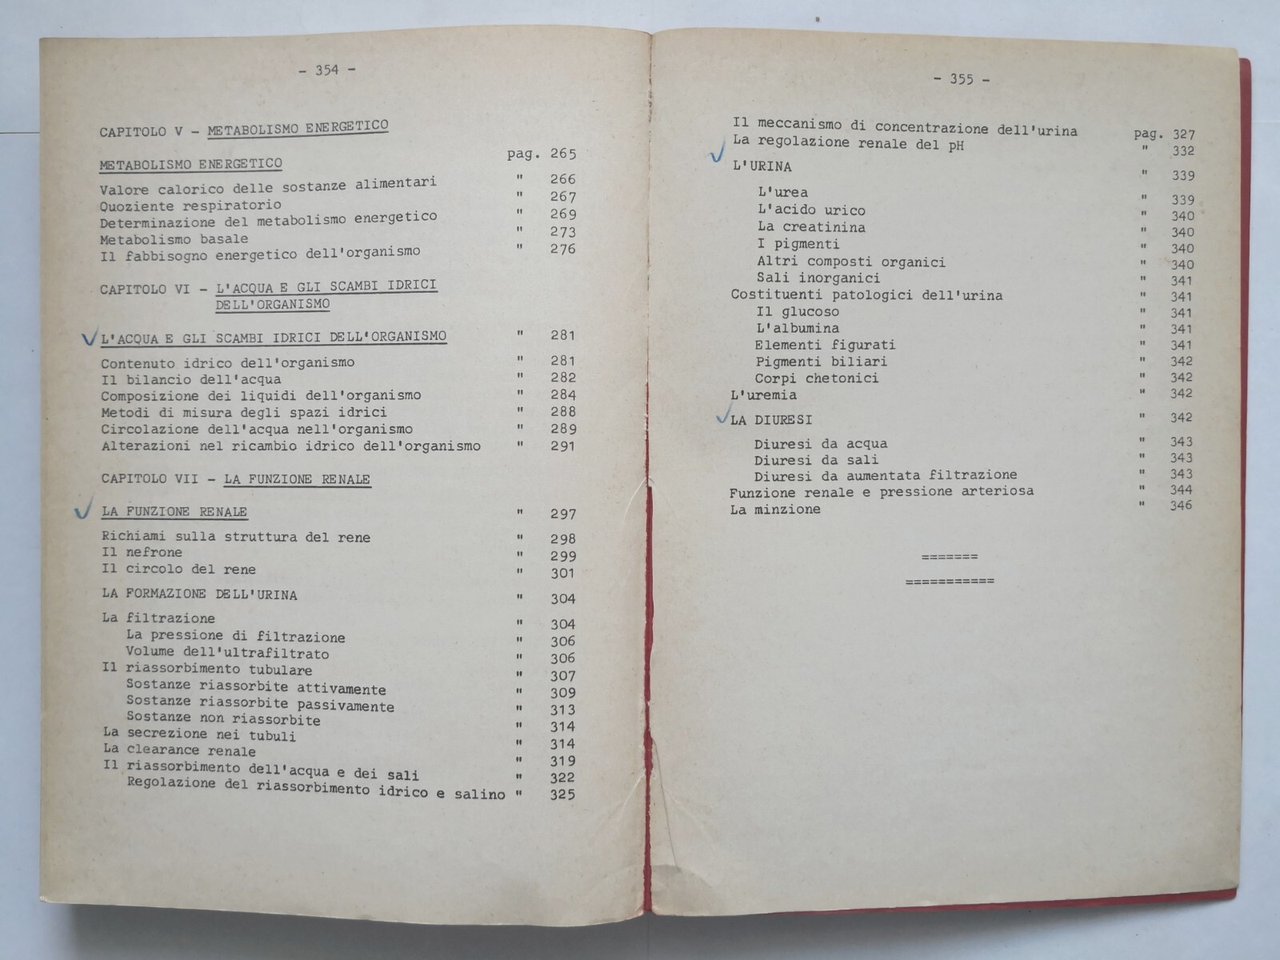 - 354 -
CAPITOLO V - METABOLISMO ENERGETICO
METABOLISMO ENERGETICO pag. 265
Valore calorico delle sostanze alimentari " 266
Quoziente respiratorio " 267
Determinazione del metabolismo energetico " 269
Metabolismo basale " 273
Il fabbisogno energetico dell'organismo " 276
CAPITOLO VI - L'ACQUA E GLI SCAMBI IDRICI
DELL'ORGANISMO
L'ACQUA E GLI SCAMBI IDRICI DELL'ORGANISMO " 281
Contenuto idrico dell'organismo " 281
Il bilancio dell'acqua " 282
Composizione dei liquidi dell'organismo " 284
Metodi di misura degli spazi idrici " 288
Circolazione dell'acqua nell'organismo " 289
Alterazioni nel ricambio idrico dell'organismo " 291
CAPITOLO VII - LA FUNZIONE RENALE
LA FUNZIONE RENALE " 297
Richiami sulla struttura del rene " 298
Il nefrone " 299
Il circolo del rene " 301
LA FORMAZIONE DELL'URINA " 304
La filtrazione " 304
La pressione di filtrazione " 306
Volume dell'ultrafiltrato " 306
Il riassorbimento tubulare " 307
Sostanze riassorbite attivamente " 309
Sostanze riassorbite passivamente " 313
Sostanze non riassorbite " 314
La secrezione nei tubuli " 314
La clearance renale " 319
Il riassorbimento dell'acqua e dei sali " 322
Regolazione del riassorbimento idrico e salino " 325
- 355 -
Il meccanismo di concentrazione dell'urina pag. 327
La regolazione renale del pH " 332
L'URINA " 339
L'urea " 339
L'acido urico " 340
La creatinina " 340
I pigmenti " 340
Altri composti organici " 340
Sali inorganici " 341
Costituenti patologici dell'urina " 341
Il glucoso " 341
L'albumina " 341
Elementi figurati " 341
Pigmenti biliari " 342
Corpi chetonici " 342
L'uremia " 342
LA DIURESI " 342
Diuresi da acqua " 343
Diuresi da sali " 343
Diuresi da aumentata filtrazione " 343
Funzione renale e pressione arteriosa " 344
La minzione " 346
=======
===========